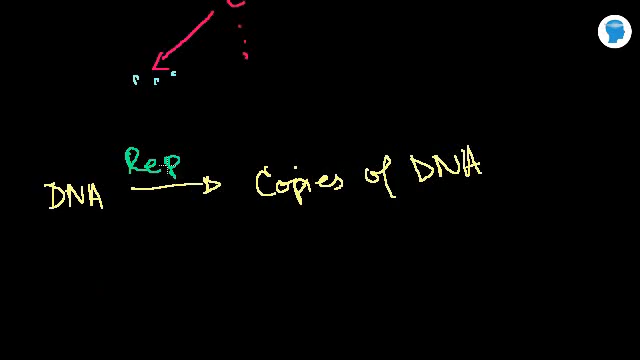 Rep
DNA → Copies of DNA